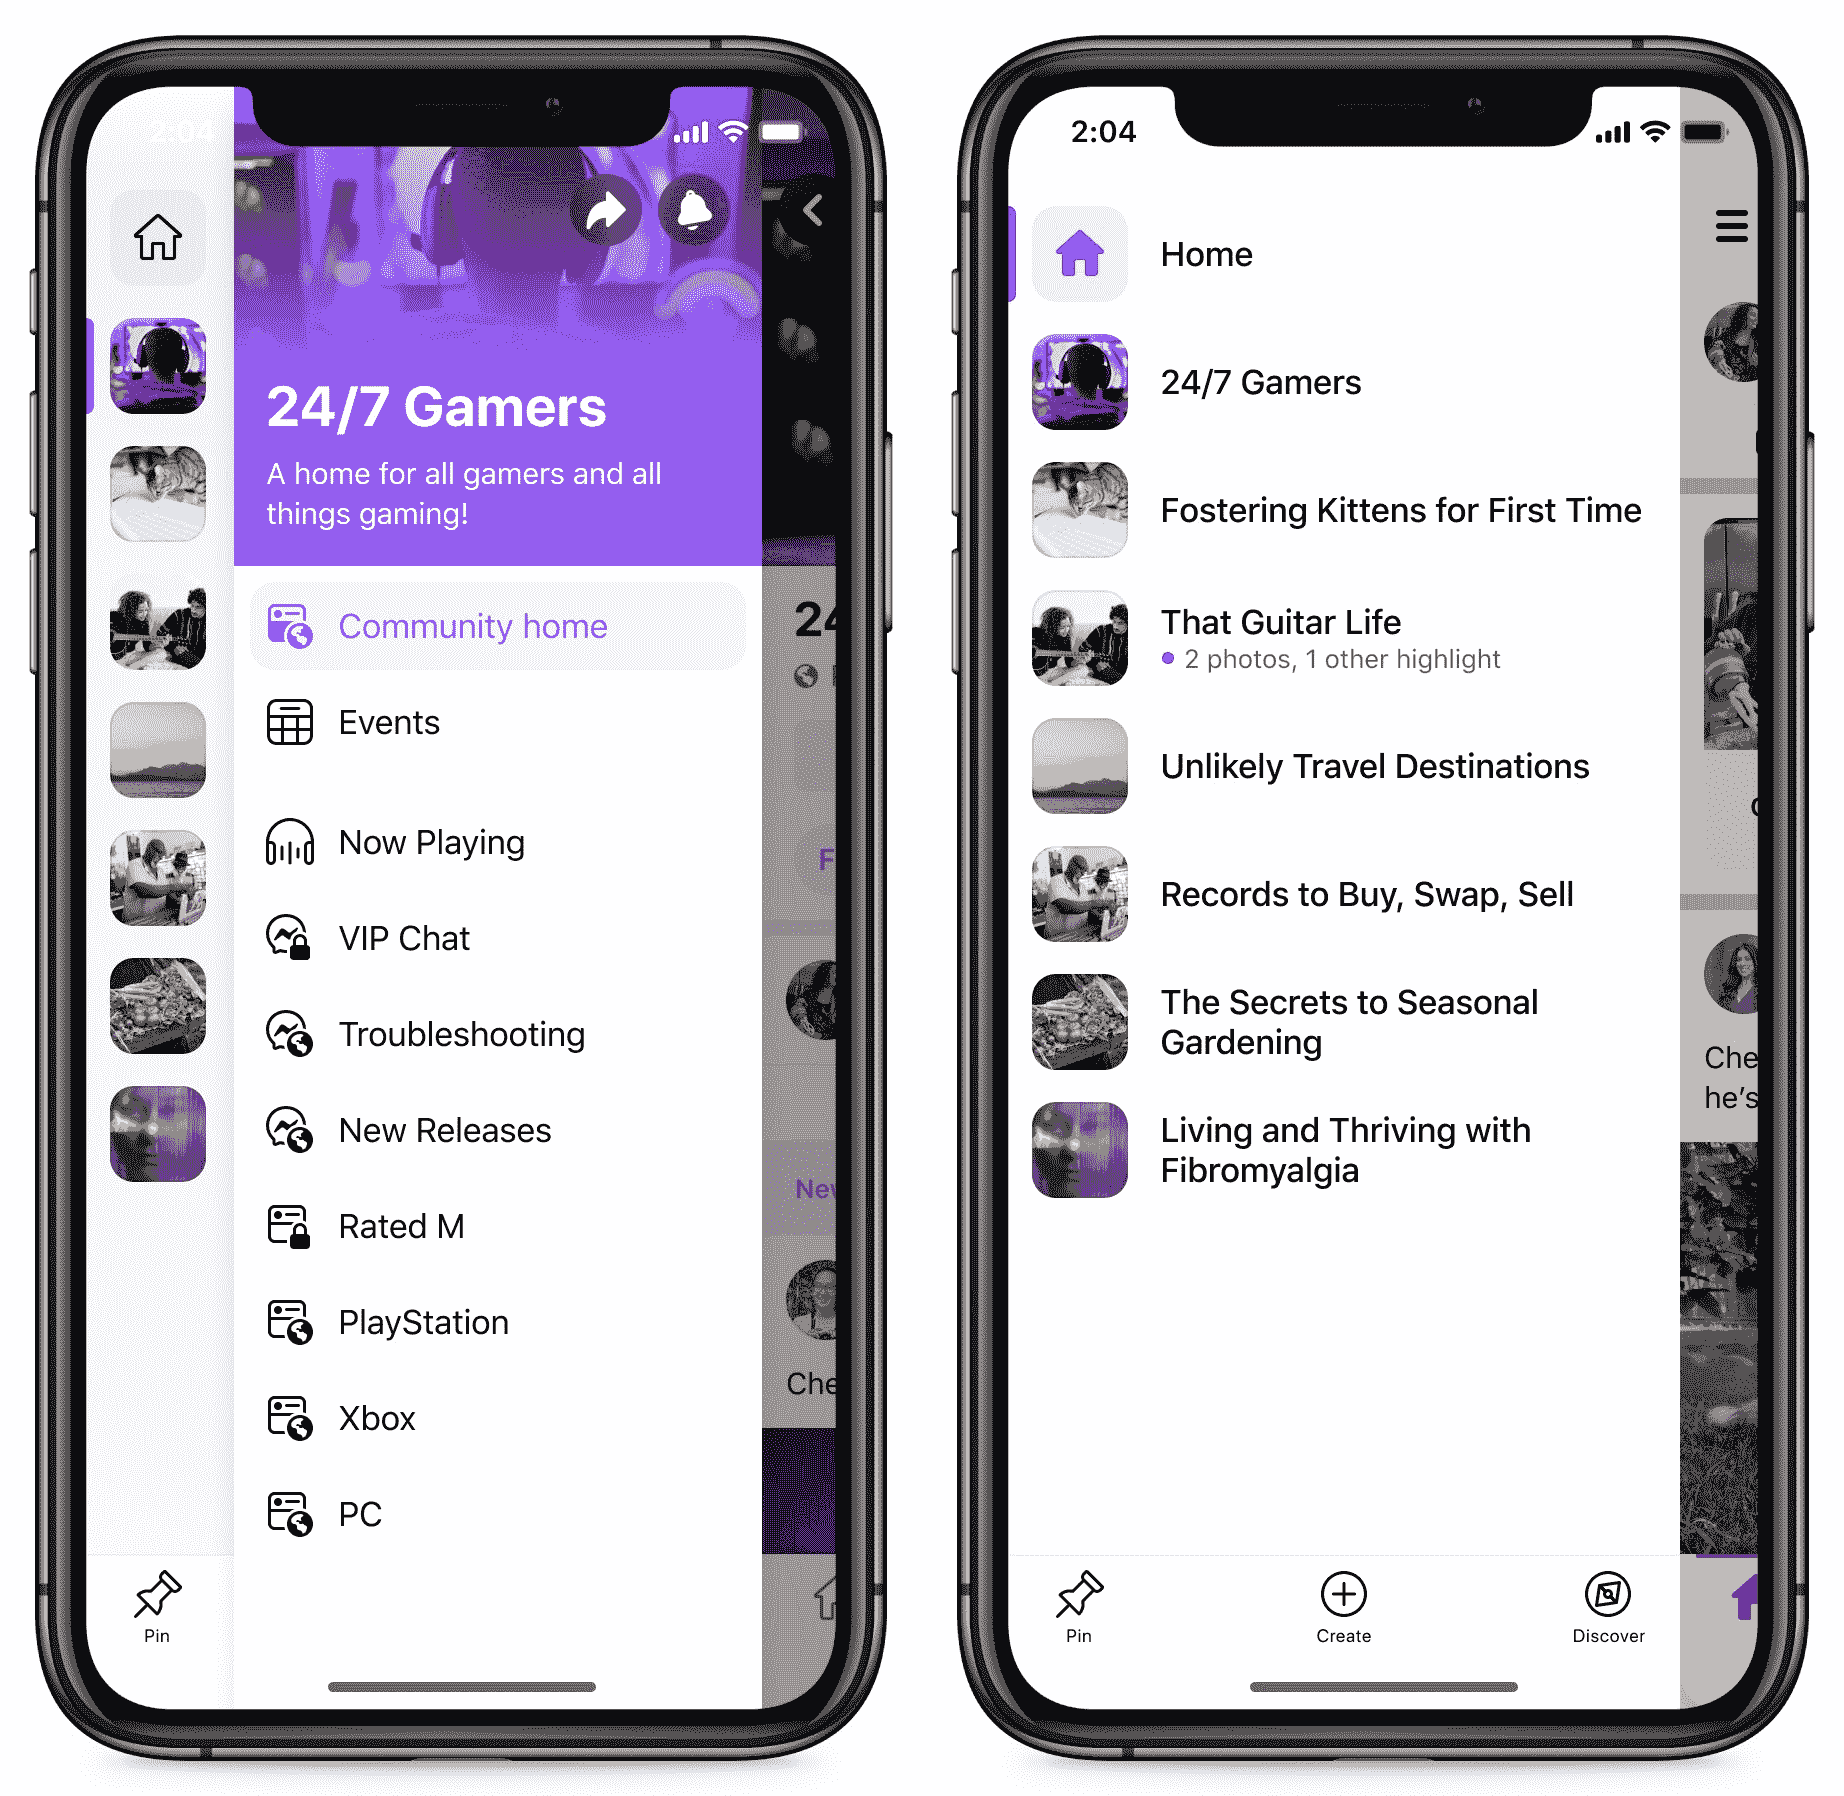 2:04
24/7 Gamers
A home for all gamers and all
things gaming!
Community home
Events
Now Playing
VIP Chat
Troubleshooting
New Releases
Rated M
PlayStation
Xbox
PC
Pin
24
F
New
Che
2:04
Home
24/7 Gamers
Fostering Kittens for First Time
That Guitar Life
2 photos, 1 other highlight
Unlikely Travel Destinations
Records to Buy, Swap, Sell
The Secrets to Seasonal
Gardening
Living and Thriving with
Fibromyalgia
Pin
Create
Discover
Che
he's